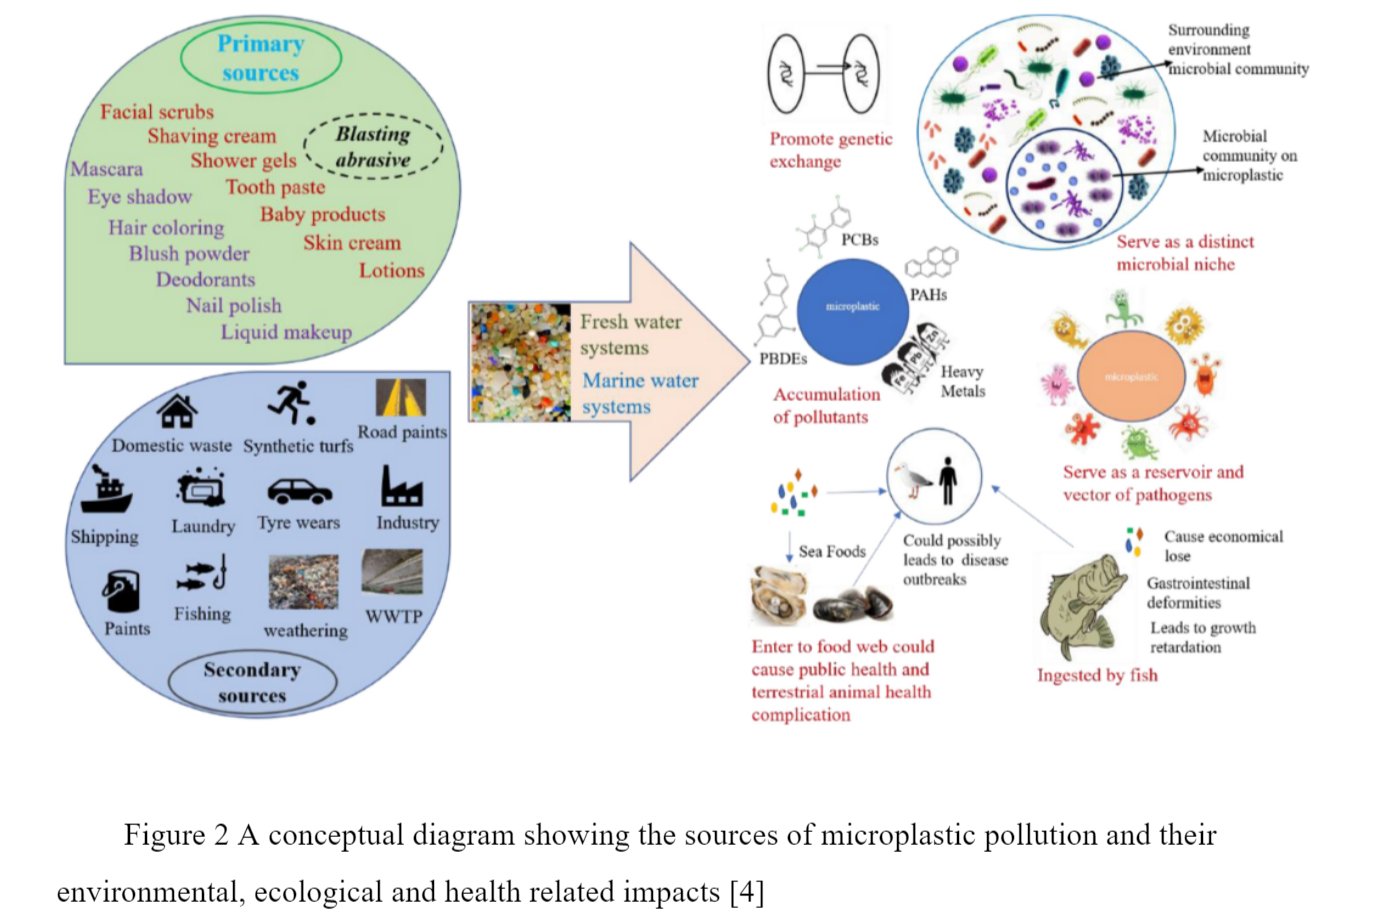 Primary
sources
Facial scrubs
Shaving cream
Shower gels
Tooth paste
Baby products
Skin cream
Lotions
Blasting
abrasive
Mascara
Eye shadow
Hair coloring
Blush powder
Deodorants
Nail polish
Liquid makeup
Domestic waste
Synthetic turfs
Road paints
Shipping
Laundry
Tyre wears
Industry
Paints
Fishing
weathering
WWTP
Secondary
sources
Fresh water
systems
Marine water
systems
Promote genetic
exchange
Surrounding
environment
microbial community
Microbial
community on
microplastic
Serve as a distinct
microbial niche
PCBs
PAHs
microplastic
PBDEs
Fe
Pb
Zn
Heavy
Metals
Accumulation
of pollutants
microplastic
Serve as a reservoir and
vector of pathogens
Sea Foods
Could possibly
leads to disease
outbreaks
Enter to food web could
cause public health and
terrestrial animal health
complication
Cause economical
lose
Gastrointestinal
deformities
Leads to growth
retardation
Ingested by fish
Figure 2 A conceptual diagram showing the sources of microplastic pollution and their
environmental, ecological and health related impacts [4]